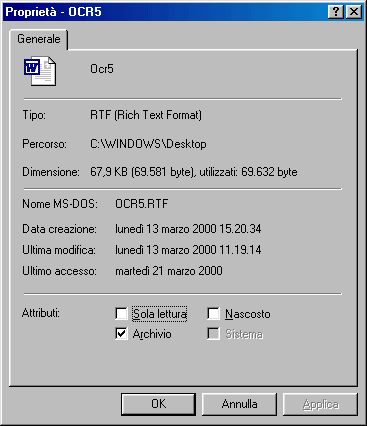 Proprietà - OCR5
Generale
Ocr5
Tipo: RTF (Rich Text Format)
Percorso: C:\WINDOWS\Desktop
Dimensione: 67,9 KB (69.581 byte), utilizzati: 69.632 byte
Nome MS-DOS: OCR5.RTF
Data creazione: lunedì 13 marzo 2000 15.20.34
Ultima modifica: lunedì 13 marzo 2000 11.19.14
Ultimo accesso: martedì 21 marzo 2000
Attributi: Sola lettura Nascosto
Archivio Sistema
OK Annulla Applica